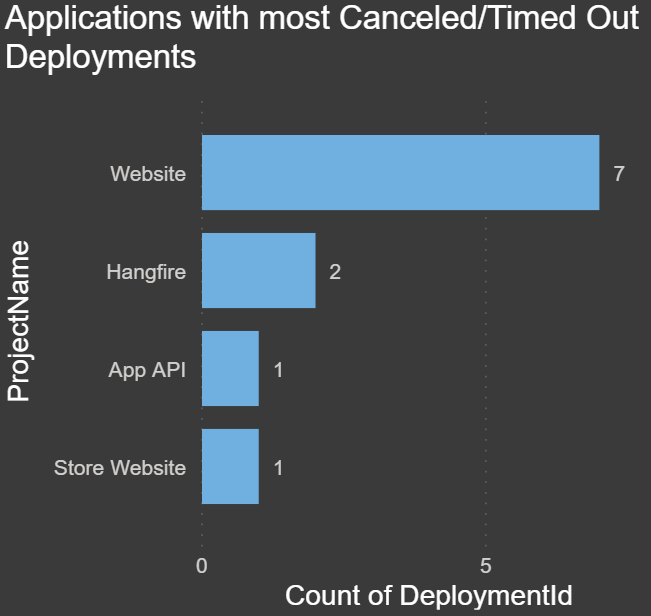 Applications with most Canceled/Timed Out
Deployments
ProjectName
Website
7
Hangfire
2
App API
1
Store Website
1
0
5
Count of DeploymentId